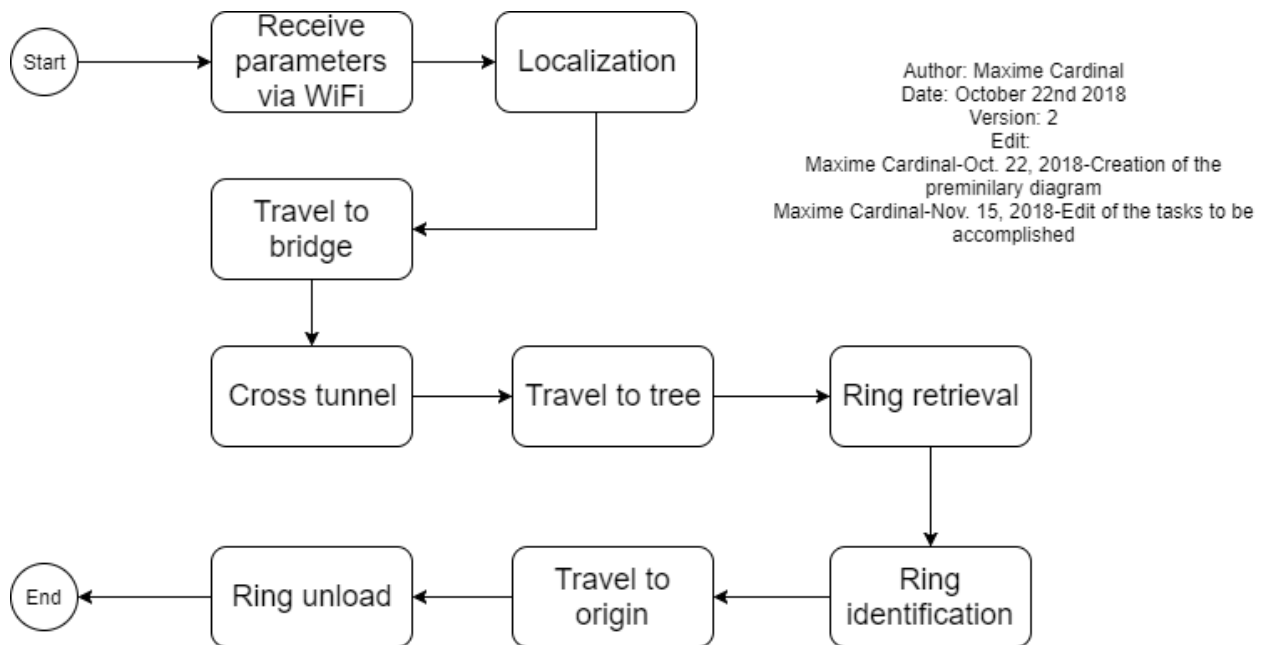 Start
Receive
parameters
via WiFi
Localization
Author: Maxime Cardinal
Date: October 22nd 2018
Version: 2
Edit:
Maxime Cardinal-Oct. 22, 2018-Creation of the
preminilary diagram
Maxime Cardinal-Nov. 15, 2018-Edit of the tasks to be
accomplished
Travel to
bridge
Cross tunnel
Travel to tree
Ring retrieval
Ring
identification
Travel to
origin
Ring unload
End